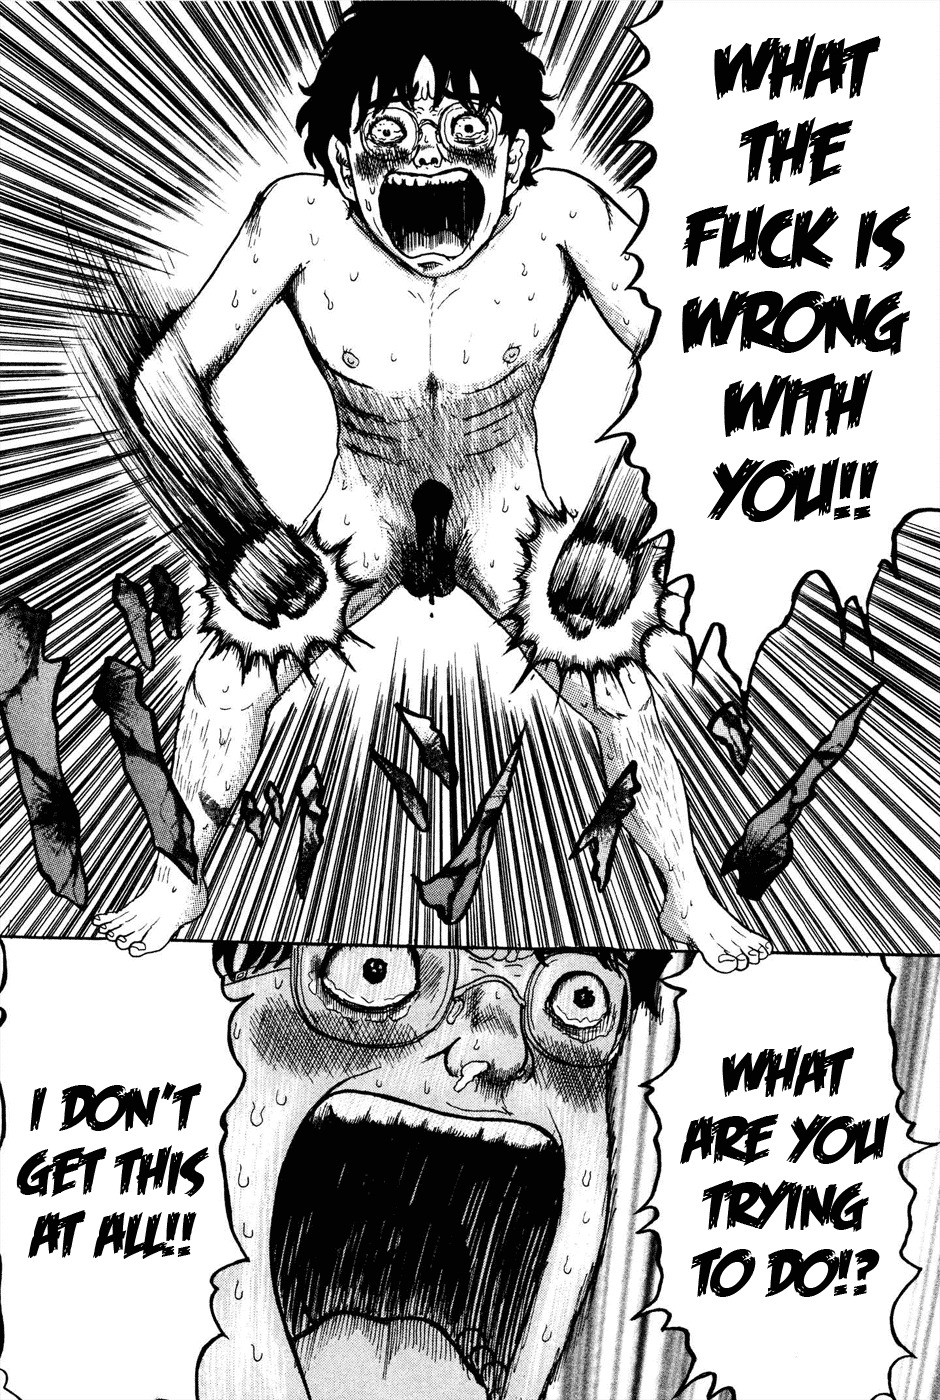 WHAT
THE
FUCK IS
WRONG
WITH
YOU!!
WHAT
ARE YOU
TRYING
TO DO!?
I DON'T
GET THIS
AT ALL!!